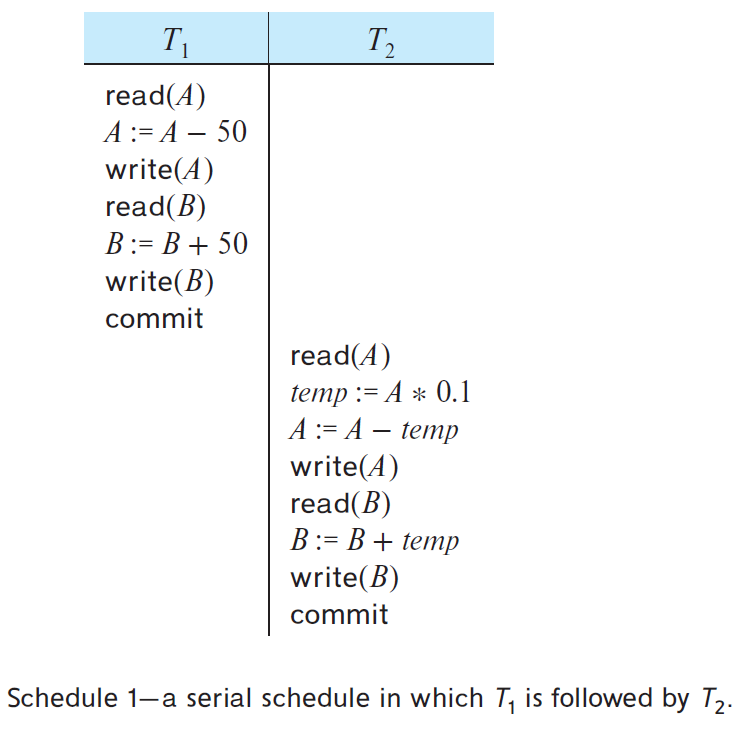 T₁ T₂
read(A)
A := A − 50
write(A)
read(B)
B := B + 50
write(B)
commit
read(A)
temp := A ∗ 0.1
A := A − temp
write(A)
read(B)
B := B + temp
write(B)
commit
Schedule 1—a serial schedule in which T₁ is followed by T₂.